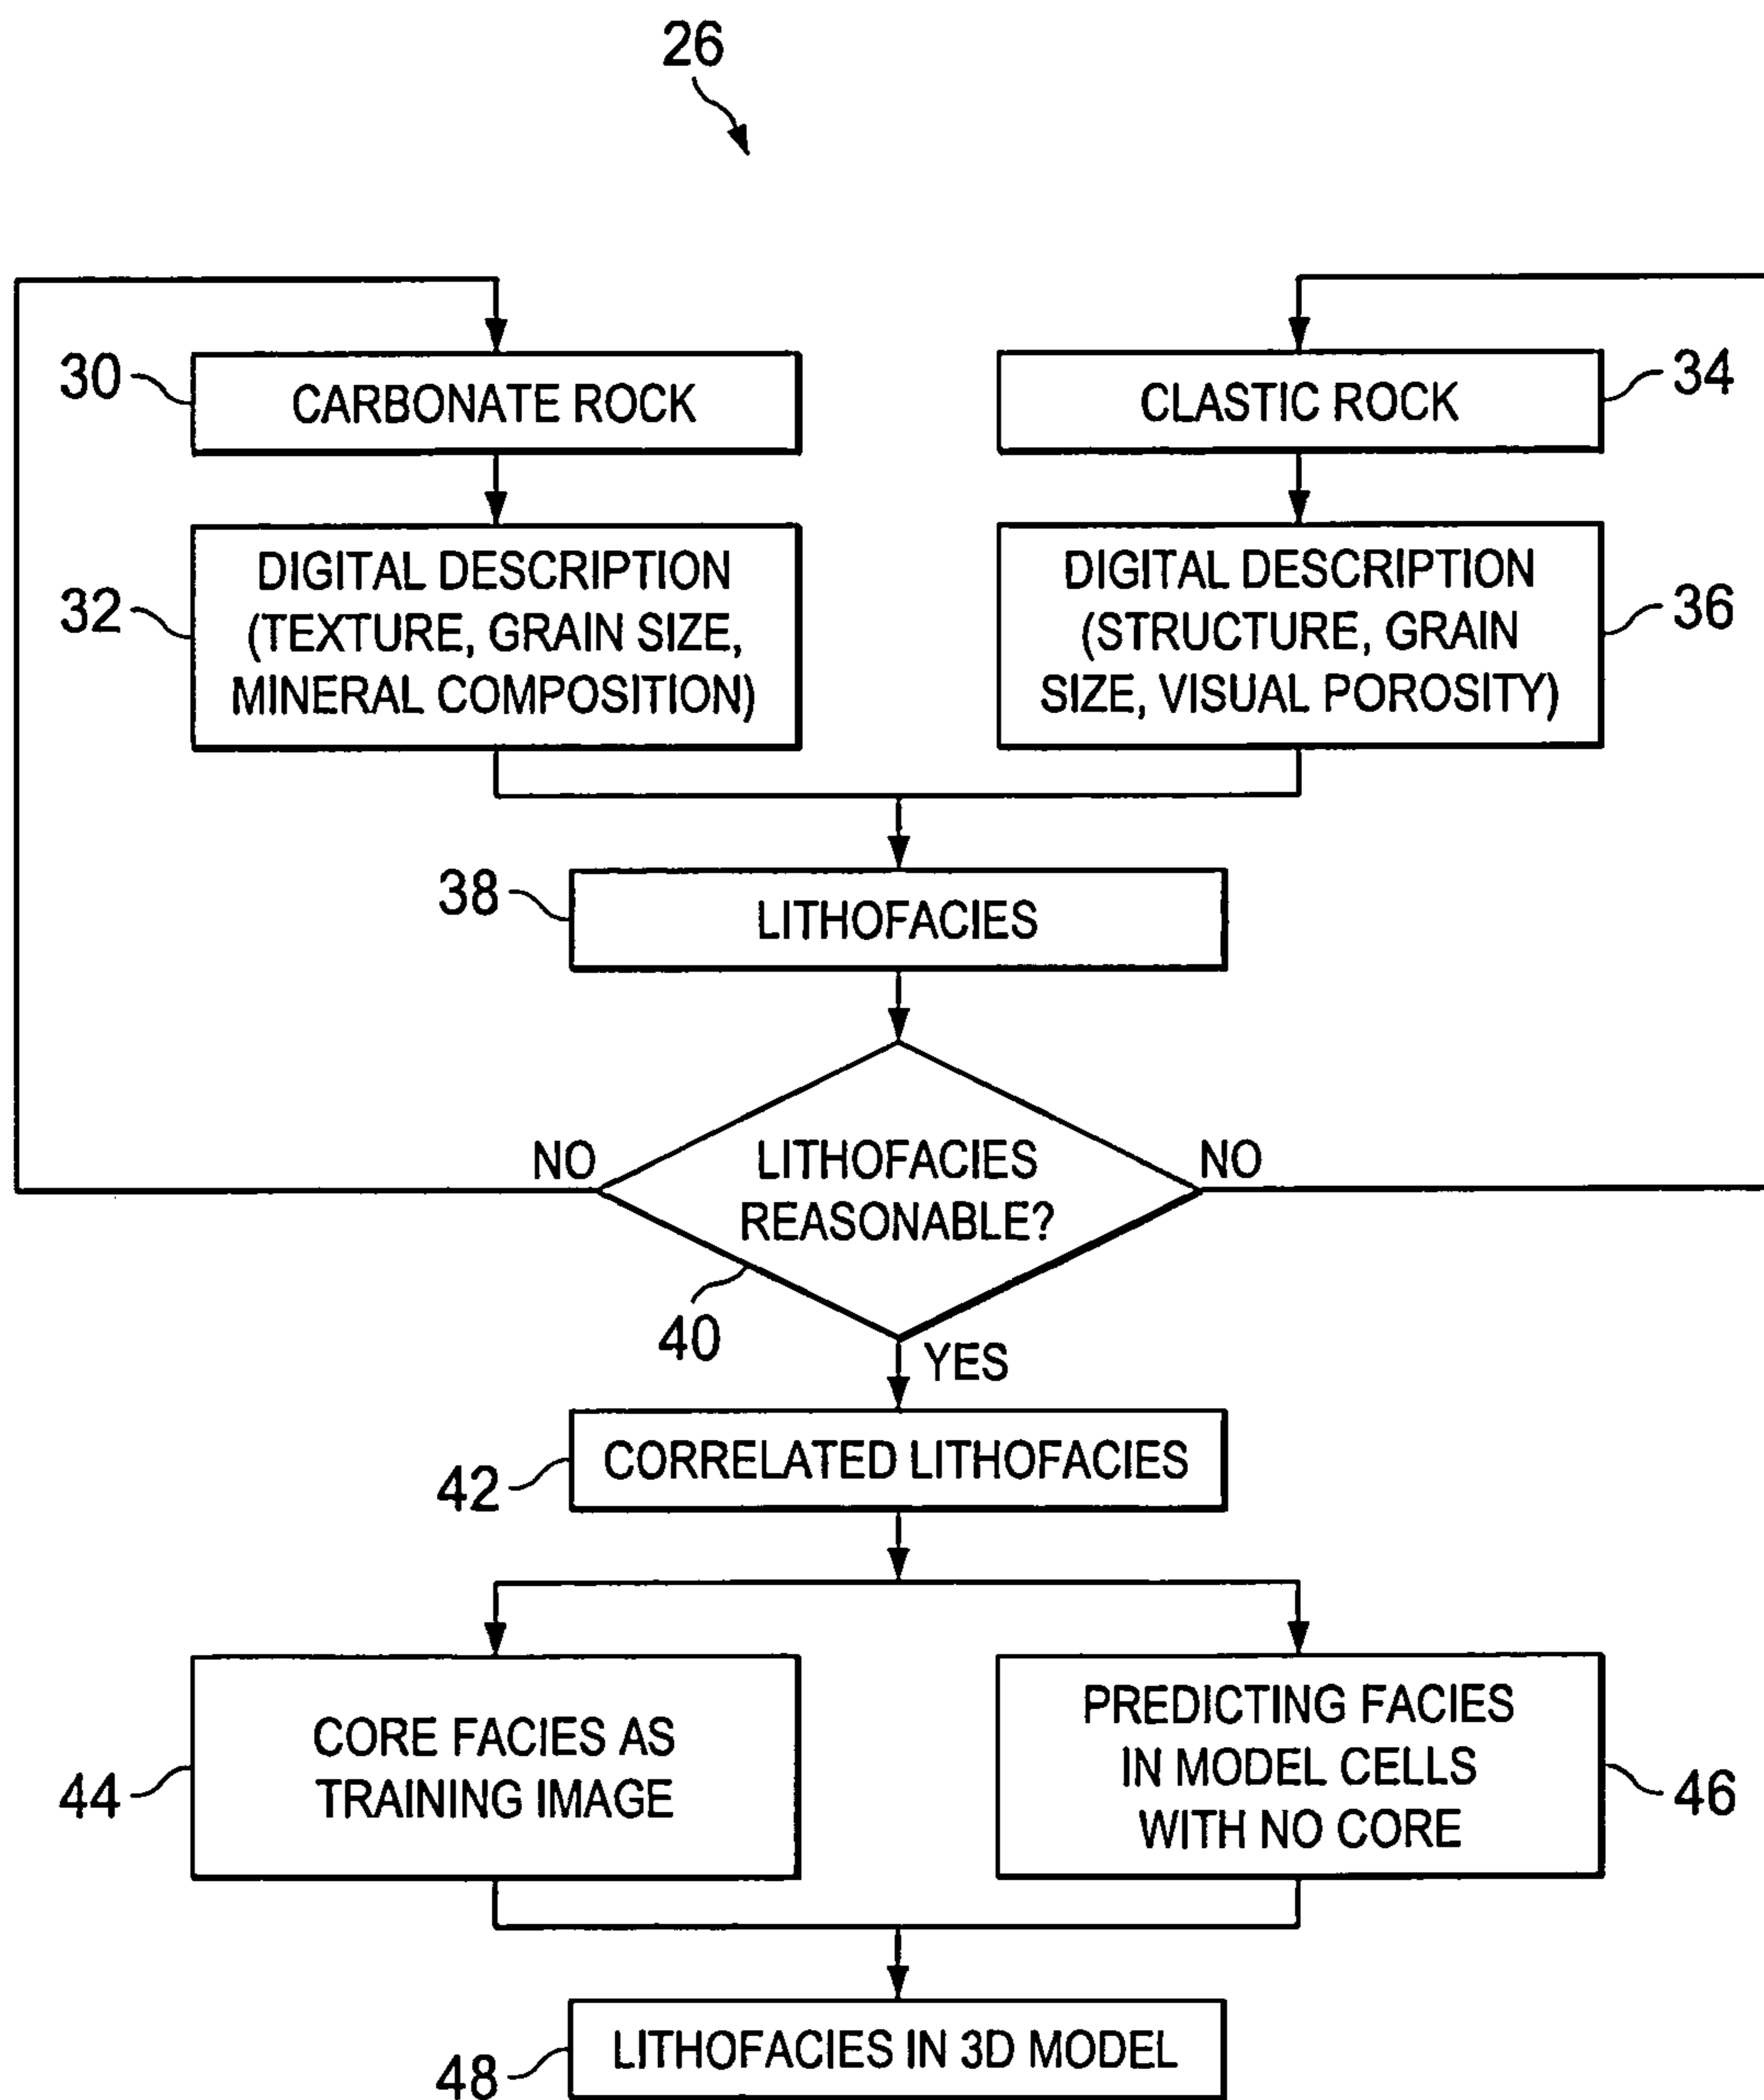 26
30
CARBONATE ROCK
CLASTIC ROCK
34
32
DIGITAL DESCRIPTION
(TEXTURE, GRAIN SIZE,
MINERAL COMPOSITION)
DIGITAL DESCRIPTION
(STRUCTURE, GRAIN
SIZE, VISUAL POROSITY)
36
38
LITHOFACIES
NO
LITHOFACIES
REASONABLE?
NO
40
YES
42
CORRELATED LITHOFACIES
44
CORE FACIES AS
TRAINING IMAGE
PREDICTING FACIES
IN MODEL CELLS
WITH NO CORE
46
48
LITHOFACIES IN 3D MODEL